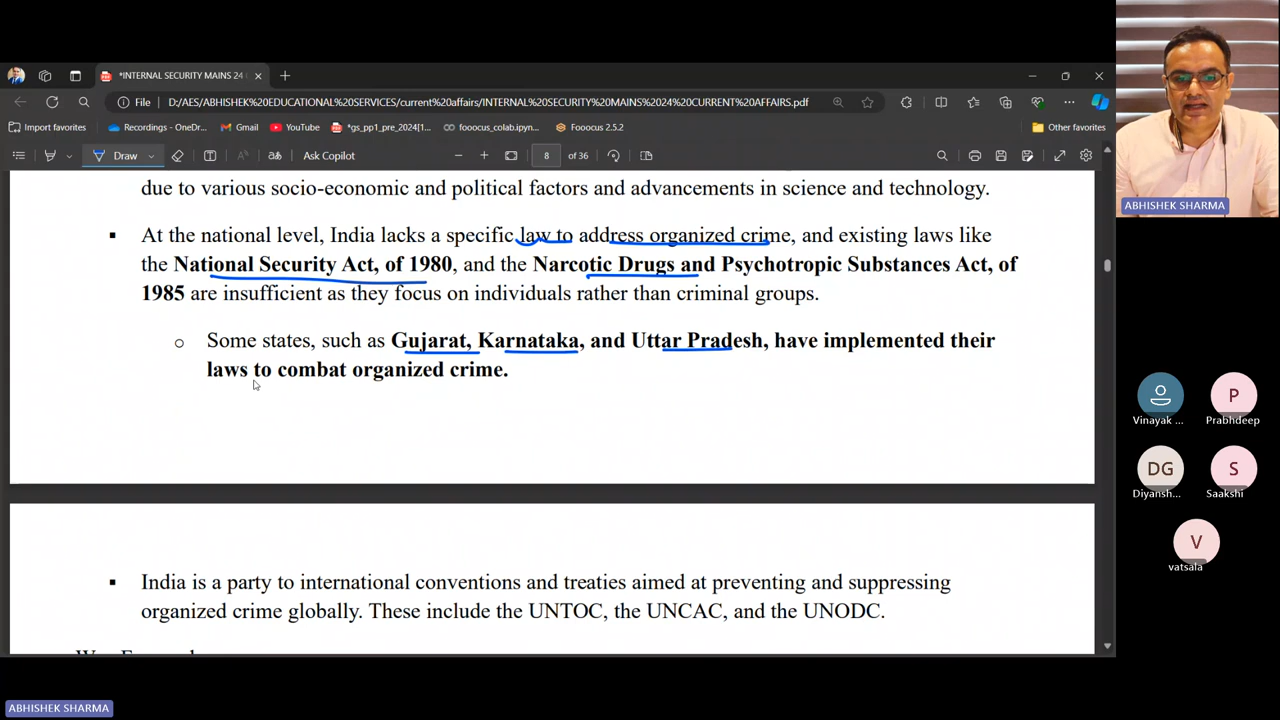 *INTERNAL SECURITY MAINS 24
File
D:/AES/ABHISHEK%20EDUCATIONAL%20SERVICES/current%20affairs/INTERNAL%20SECURITY%20MAINS%202024%20CURRENT%20AFFAIRS.pdf
Import favorites
Recordings - OneDr...
Gmail
YouTube
*gs_pp1_pre_2024[1...
fooocus_colab.ipyn...
Fooocus 2.5.2
Other favorites
Draw
Ask Copilot
8 of 36
due to various socio-economic and political factors and advancements in science and technology.
▪ At the national level, India lacks a specific law to address organized crime, and existing laws like
the National Security Act, of 1980, and the Narcotic Drugs and Psychotropic Substances Act, of
1985 are insufficient as they focus on individuals rather than criminal groups.
o Some states, such as Gujarat, Karnataka, and Uttar Pradesh, have implemented their
laws to combat organized crime.
▪ India is a party to international conventions and treaties aimed at preventing and suppressing
organized crime globally. These include the UNTOC, the UNCAC, and the UNODC.
ABHISHEK SHARMA
Vinayak ...
P
Prabhdeep
DG
Diyansh...
S
Saakshi
V
vatsala
ABHISHEK SHARMA